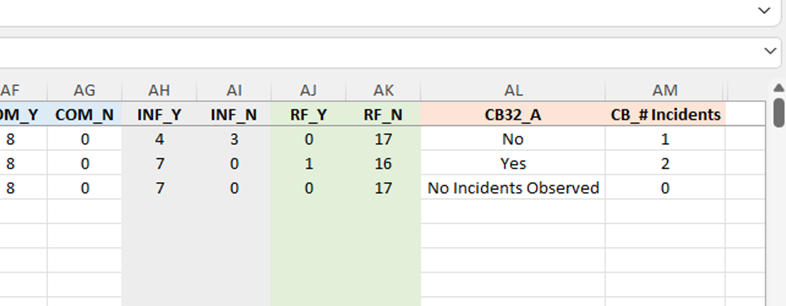 AF AG AH AI AJ AK AL AM
OM_Y COM_N INF_Y INF_N RF_Y RF_N CB32_A CB_# Incidents
8 0 4 3 0 17 No 1
8 0 7 0 1 16 Yes 2
8 0 7 0 0 17 No Incidents Observed 0